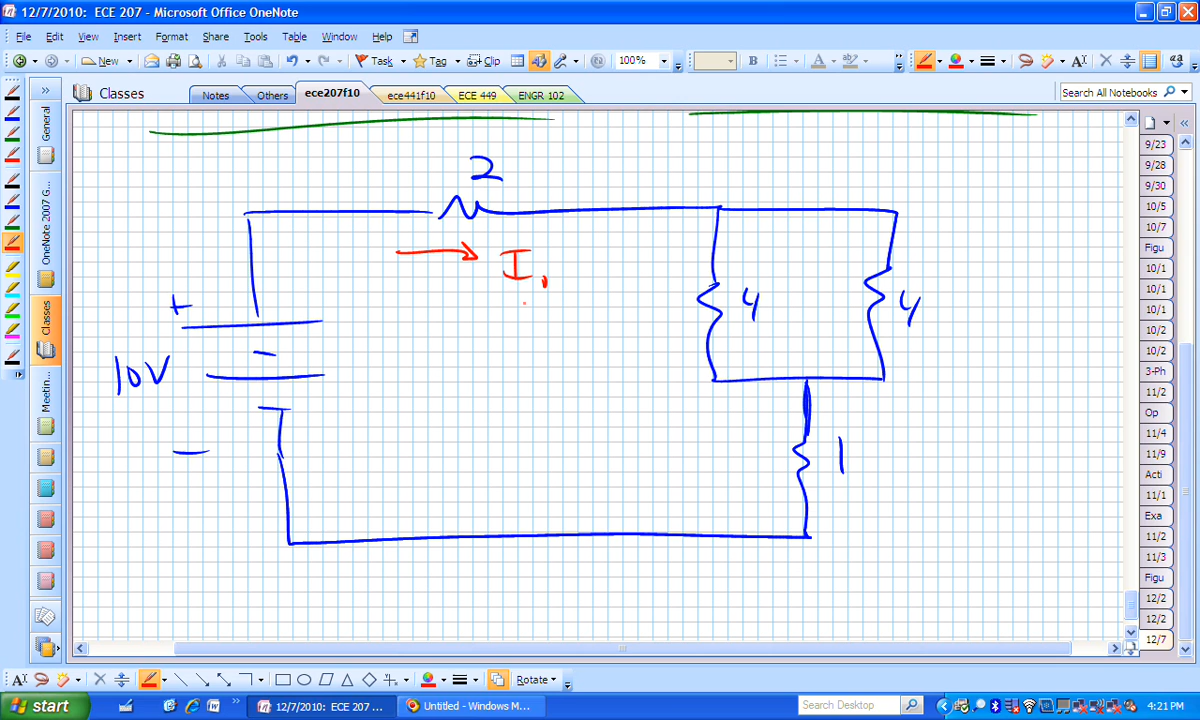 12/7/2010: ECE 207 - Microsoft Office OneNote
File Edit View Insert Format Share Tools Table Window Help
New Task Tag Clip 100% B A ab
Classes Notes Others ece207f10 ece441f10 ECE 449 ENGR 102 Search All Notebooks
General
OneNote 2007 G...
Classes
Meetin...
2
I,
+
4
4
10V
-
-
1
9/23
9/28
9/30
10/5
10/7
Figu
10/1
10/1
10/1
10/2
10/2
3-Ph
11/2
Op
11/4
11/9
Acti
11/1
Exa
11/2
11/3
Figu
12/2
12/2
12/7
Rotate
start 12/7/2010: ECE 207 ... Untitled - Windows M... Search Desktop 4:21 PM